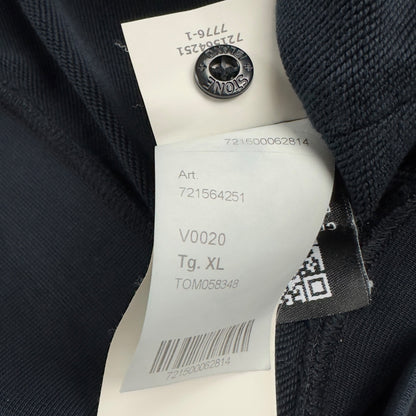 721564251
7776-1
STONE
721500062814
Art.
721564251
V0020
Tg. XL
TOM058348
721500062814